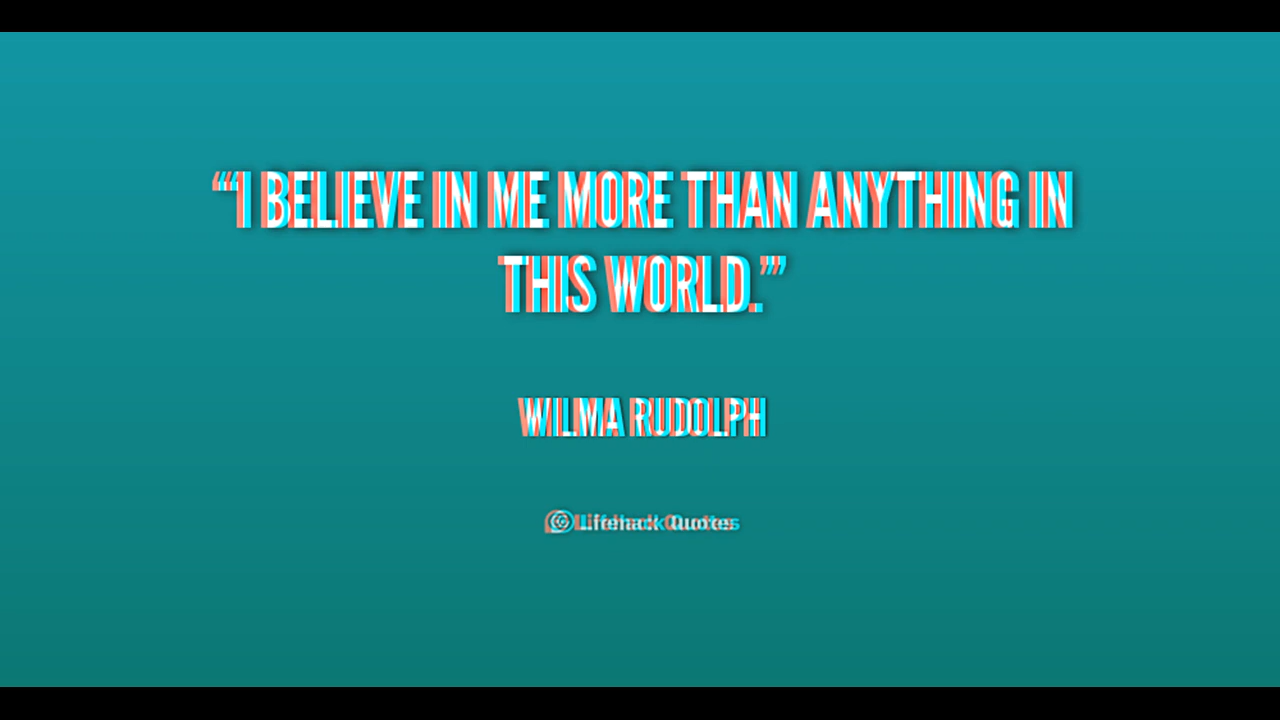 “I BELIEVE IN ME MORE THAN ANYTHING IN
THIS WORLD.”
WILMA RUDOLPH
Lifehack Quotes